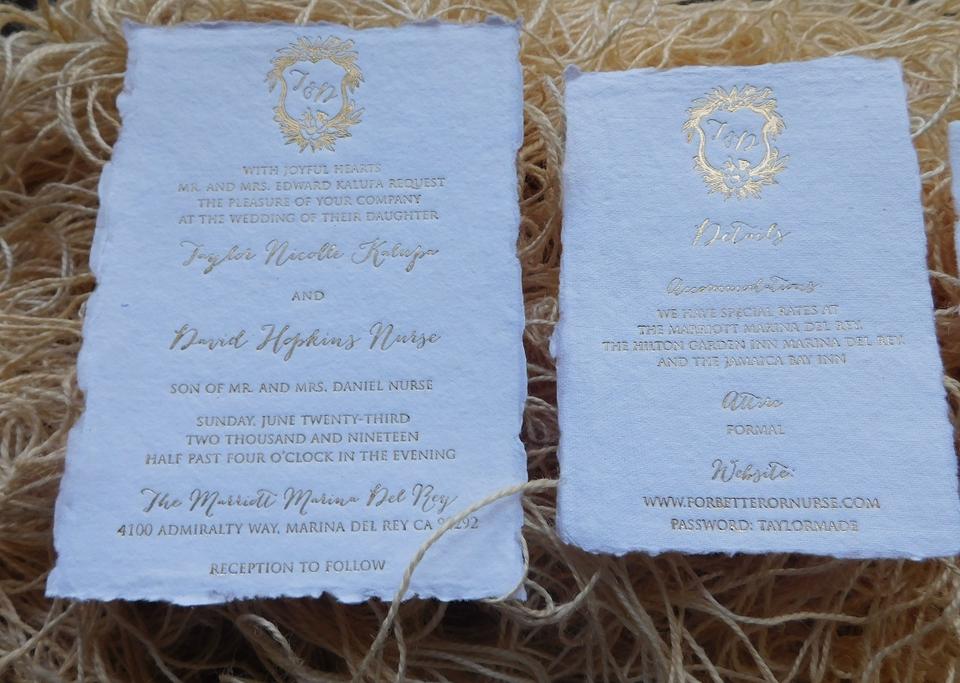 T&D
WITH JOYFUL HEARTS
MR. AND MRS. EDWARD KALUPA REQUEST
THE PLEASURE OF YOUR COMPANY
AT THE WEDDING OF THEIR DAUGHTER
Taylor Nicolle Kalupa
AND
David Hopkins Nurse
SON OF MR. AND MRS. DANIEL NURSE
SUNDAY, JUNE TWENTY-THIRD
TWO THOUSAND AND NINETEEN
HALF PAST FOUR O'CLOCK IN THE EVENING
The Marriott Marina Del Rey
4100 ADMIRALTY WAY, MARINA DEL REY CA 90292
RECEPTION TO FOLLOW
T&D
Details
Accommodations
WE HAVE SPECIAL RATES AT
THE MARRIOTT MARINA DEL REY,
THE HILTON GARDEN INN MARINA DEL REY,
AND THE JAMAICA BAY INN
Attire
FORMAL
Website:
WWW.FORBETTERORNURSE.COM
PASSWORD: TAYLORMADE